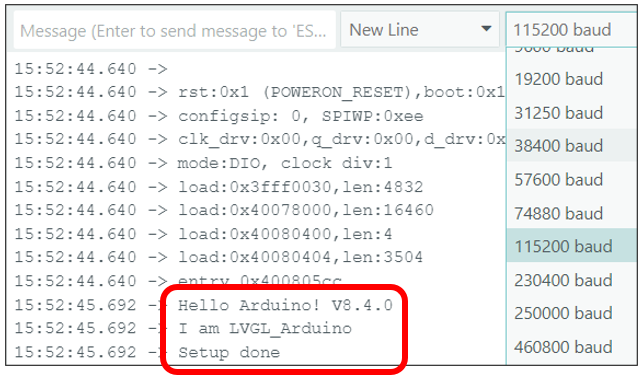 Message (Enter to send message to 'ES...
New Line
115200 baud
15:52:44.640 ->
15:52:44.640 -> rst:0x1 (POWERON_RESET),boot:0x1
15:52:44.640 -> configsip: 0, SPIWP:0xee
15:52:44.640 -> clk_drv:0x00,q_drv:0x00,d_drv:0x
15:52:44.640 -> mode:DIO, clock div:1
15:52:44.640 -> load:0x3fff0030,len:4832
15:52:44.640 -> load:0x40078000,len:16460
15:52:44.640 -> load:0x40080400,len:4
15:52:44.640 -> load:0x40080404,len:3504
15:52:44.640 -> entry 0x400805cc
15:52:45.692 -> Hello Arduino! V8.4.0
15:52:45.692 -> I am LVGL_Arduino
15:52:45.692 -> Setup done
9600 baud
19200 baud
31250 baud
38400 baud
57600 baud
74880 baud
115200 baud
230400 baud
250000 baud
460800 baud